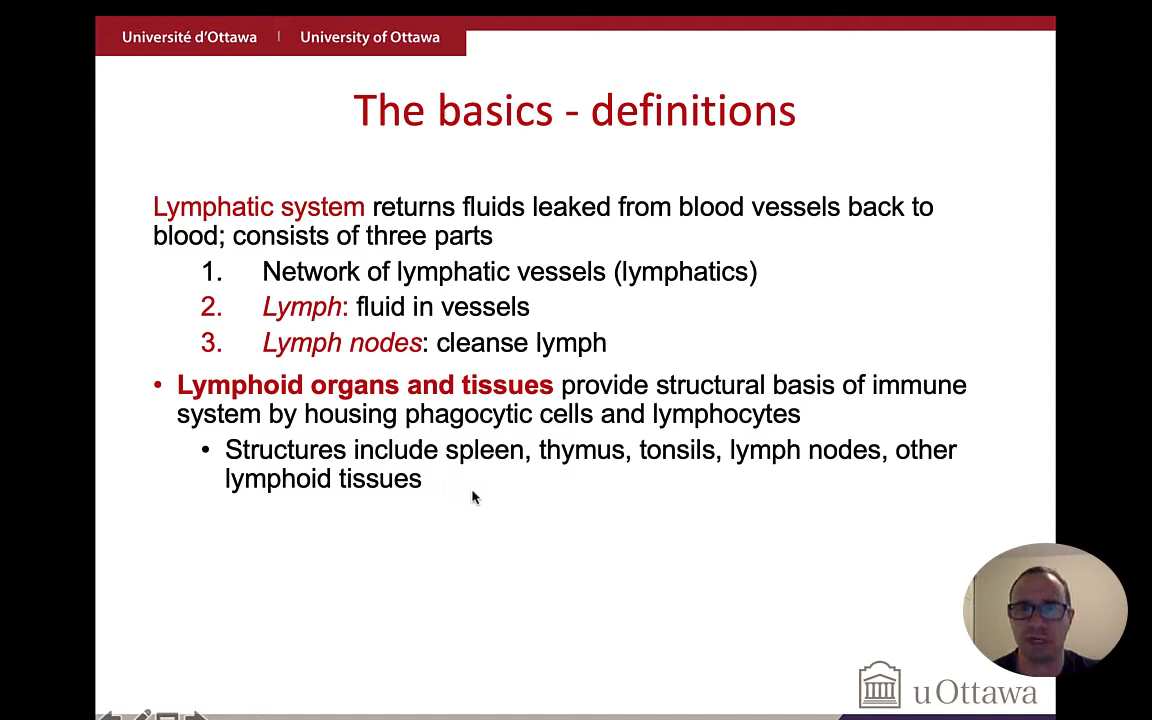 Université d'Ottawa | University of Ottawa
The basics - definitions
Lymphatic system returns fluids leaked from blood vessels back to
blood; consists of three parts
1. Network of lymphatic vessels (lymphatics)
2. Lymph: fluid in vessels
3. Lymph nodes: cleanse lymph
• Lymphoid organs and tissues provide structural basis of immune
system by housing phagocytic cells and lymphocytes
• Structures include spleen, thymus, tonsils, lymph nodes, other
lymphoid tissues
uOttawa